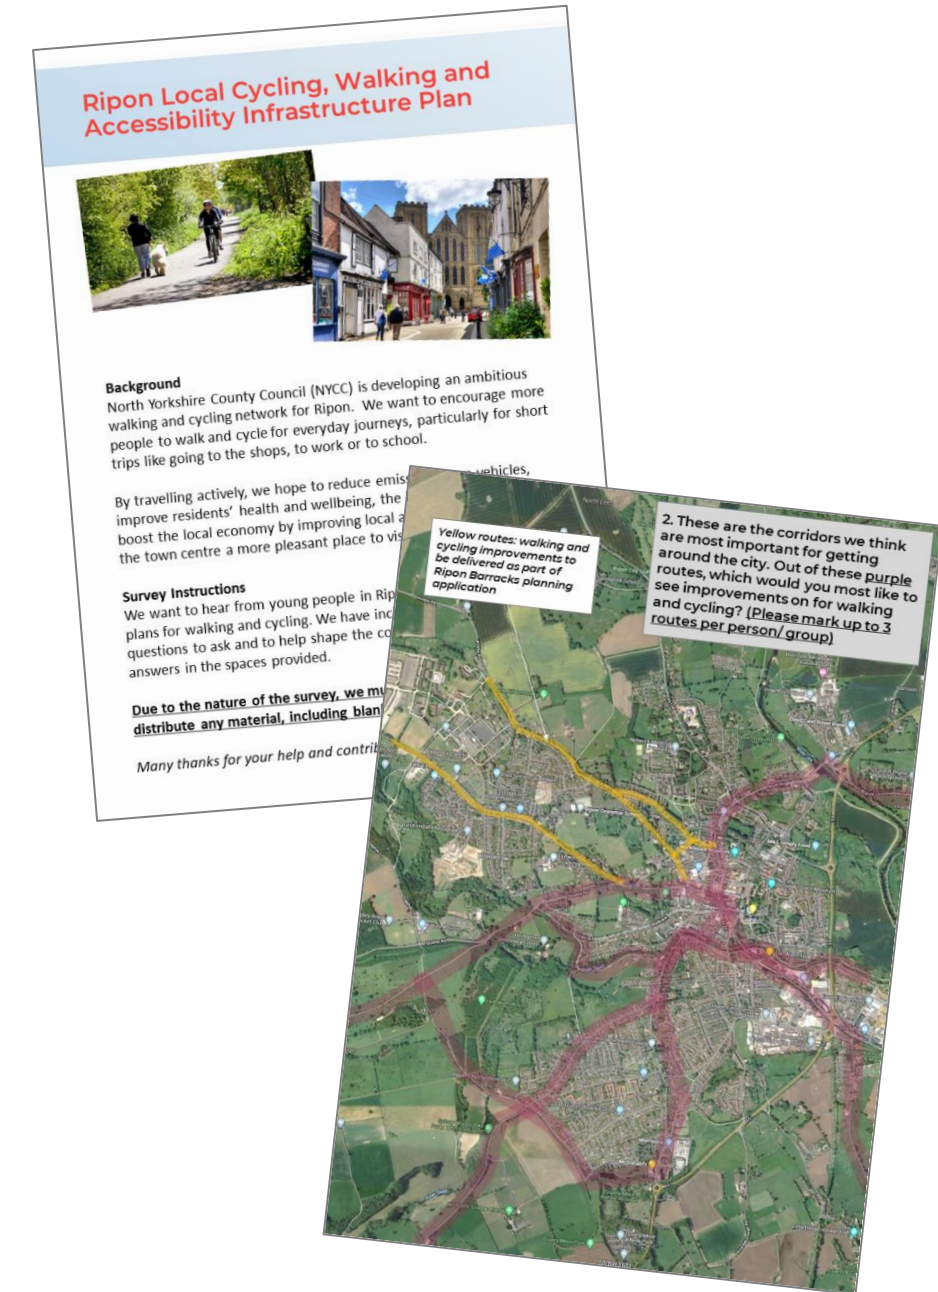 Ripon Local Cycling, Walking and
Accessibility Infrastructure Plan
Background
North Yorkshire County Council (NYCC) is developing an ambitious
walking and cycling network for Ripon. We want to encourage more
people to walk and cycle for everyday journeys, particularly for short
trips like going to the shops, to work or to school.
By travelling actively, we hope to reduce emis vehicles,
improve residents' health and wellbeing, the
boost the local economy by improving local a
the town centre a more pleasant place to vis
Survey Instructions
We want to hear from young people in Rip
plans for walking and cycling. We have inc
questions to ask and to help shape the co
answers in the spaces provided.
Due to the nature of the survey, we mu
distribute any material, including blan
Many thanks for your help and contrib
Yellow routes: walking and
cycling improvements to
be delivered as part of
Ripon Barracks planning
application
2. These are the corridors we think
are most important for getting
around the city. Out of these purple
routes, which would you most like to
see improvements on for walking
and cycling? (Please mark up to 3
routes per person/ group)